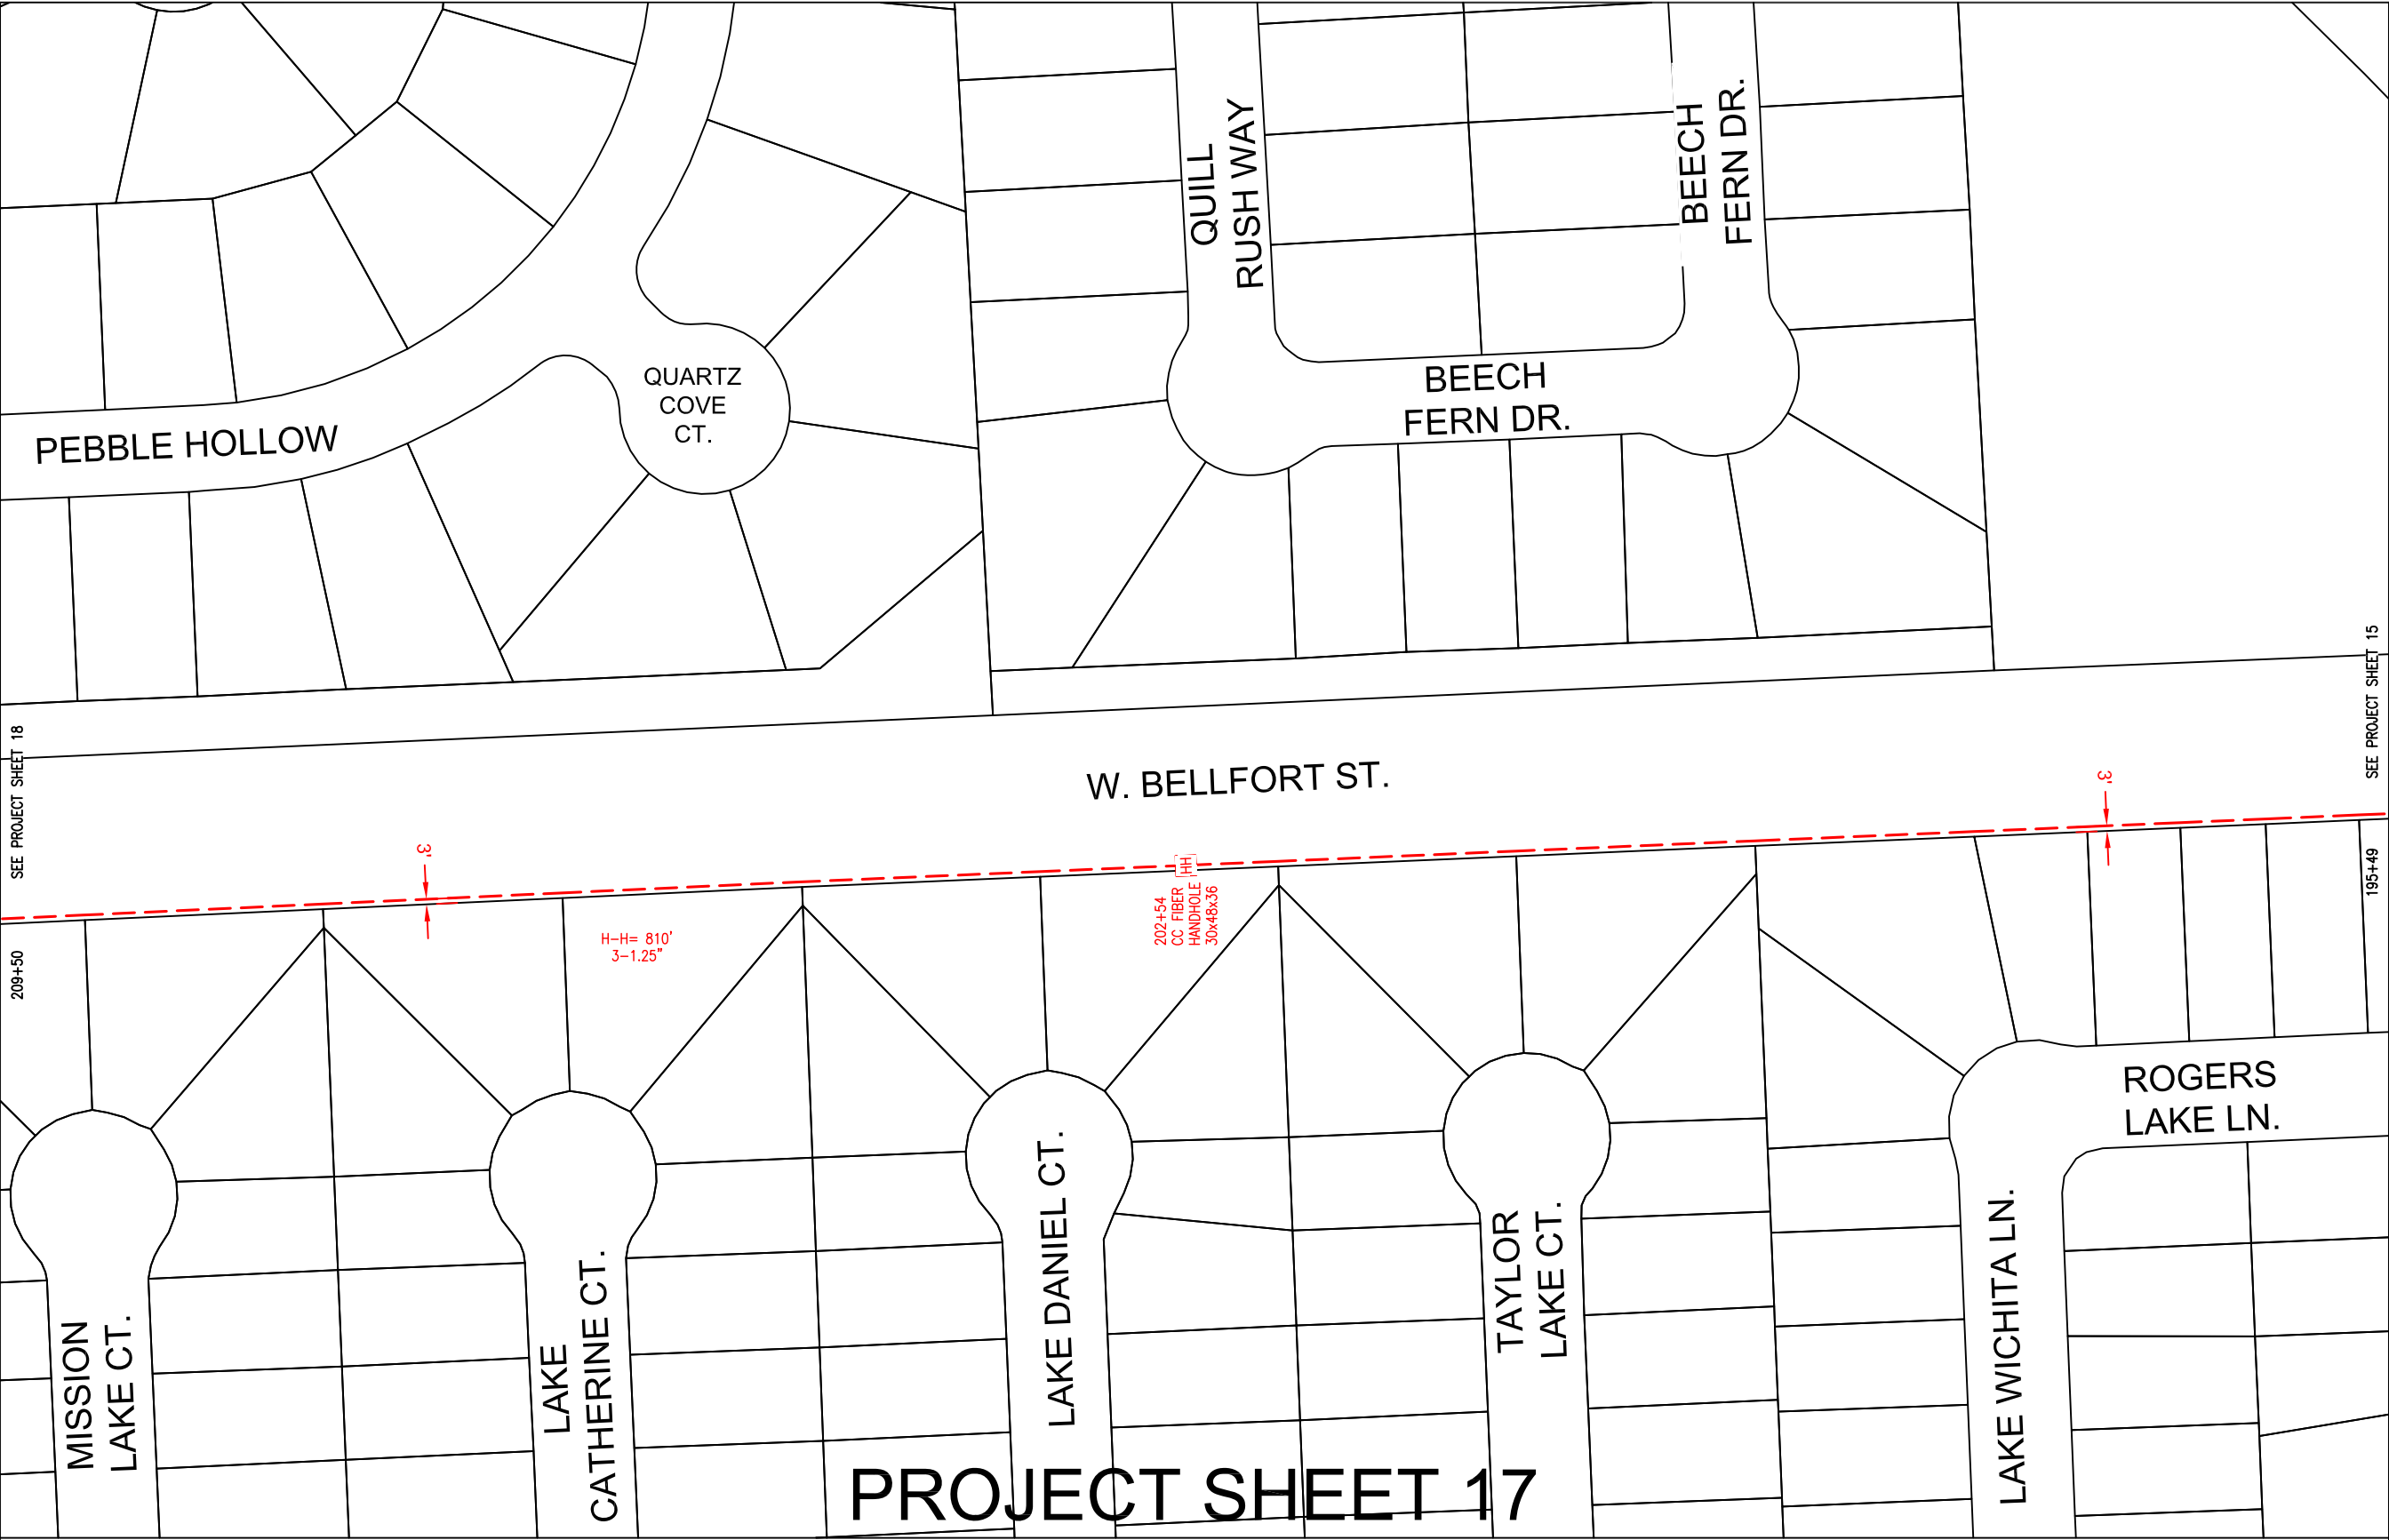 QUILL
RUSH WAY
BEECH
FERN DR.
QUARTZ
COVE
CT.
BEECH
FERN DR.
PEBBLE HOLLOW
SEE PROJECT SHEET 15
SEE PROJECT SHEET 18
W. BELLFORT ST.
3'
3'
195+49
HH
202+54
CC FIBER
HANDHOLE
30x48x36
H-H= 810'
3-1.25"
209+50
ROGERS
LAKE LN.
MISSION
LAKE CT.
LAKE
CATHERINE CT.
LAKE DANIEL CT.
TAYLOR
LAKE CT.
LAKE WICHITA LN.
PROJECT SHEET 17